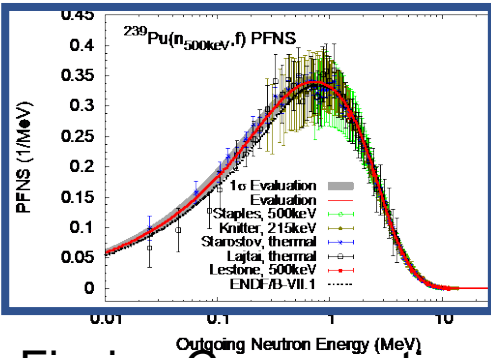 ²³⁹Pu(n₅₀₀keV,f) PFNS
PFNS (1/MeV)
0.45
0.4
0.35
0.3
0.25
0.2
0.15
0.1
0.05
0
1σ Evaluation
Evaluation
Staples, 500keV
Knitter, 215keV
Starostov, thermal
Lajtai, thermal
Lestone, 500keV
ENDF/B-VII.1
0.01 0.1 1 10
Outgoing Neutron Energy (MeV)